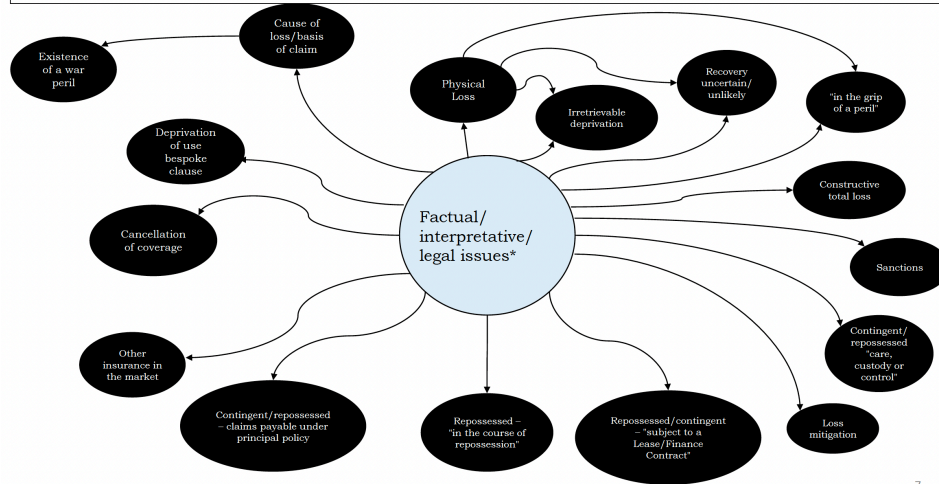 Cause of
loss/basis
of claim
Existence
of a war
peril
Physical
Loss
Recovery
uncertain/
unlikely
"in the grip
of a peril"
Irretrievable
deprivation
Deprivation
of use
bespoke
clause
Constructive
total loss
Factual/
interpretative/
legal issues*
Cancellation
of coverage
Sanctions
Other
insurance in
the market
Contingent/
repossessed
"care,
custody or
control"
Contingent/repossessed
– claims payable under
principal policy
Repossessed –
"in the course of
repossession"
Repossessed/contingent
– "subject to a
Lease/Finance
Contract"
Loss
mitigation